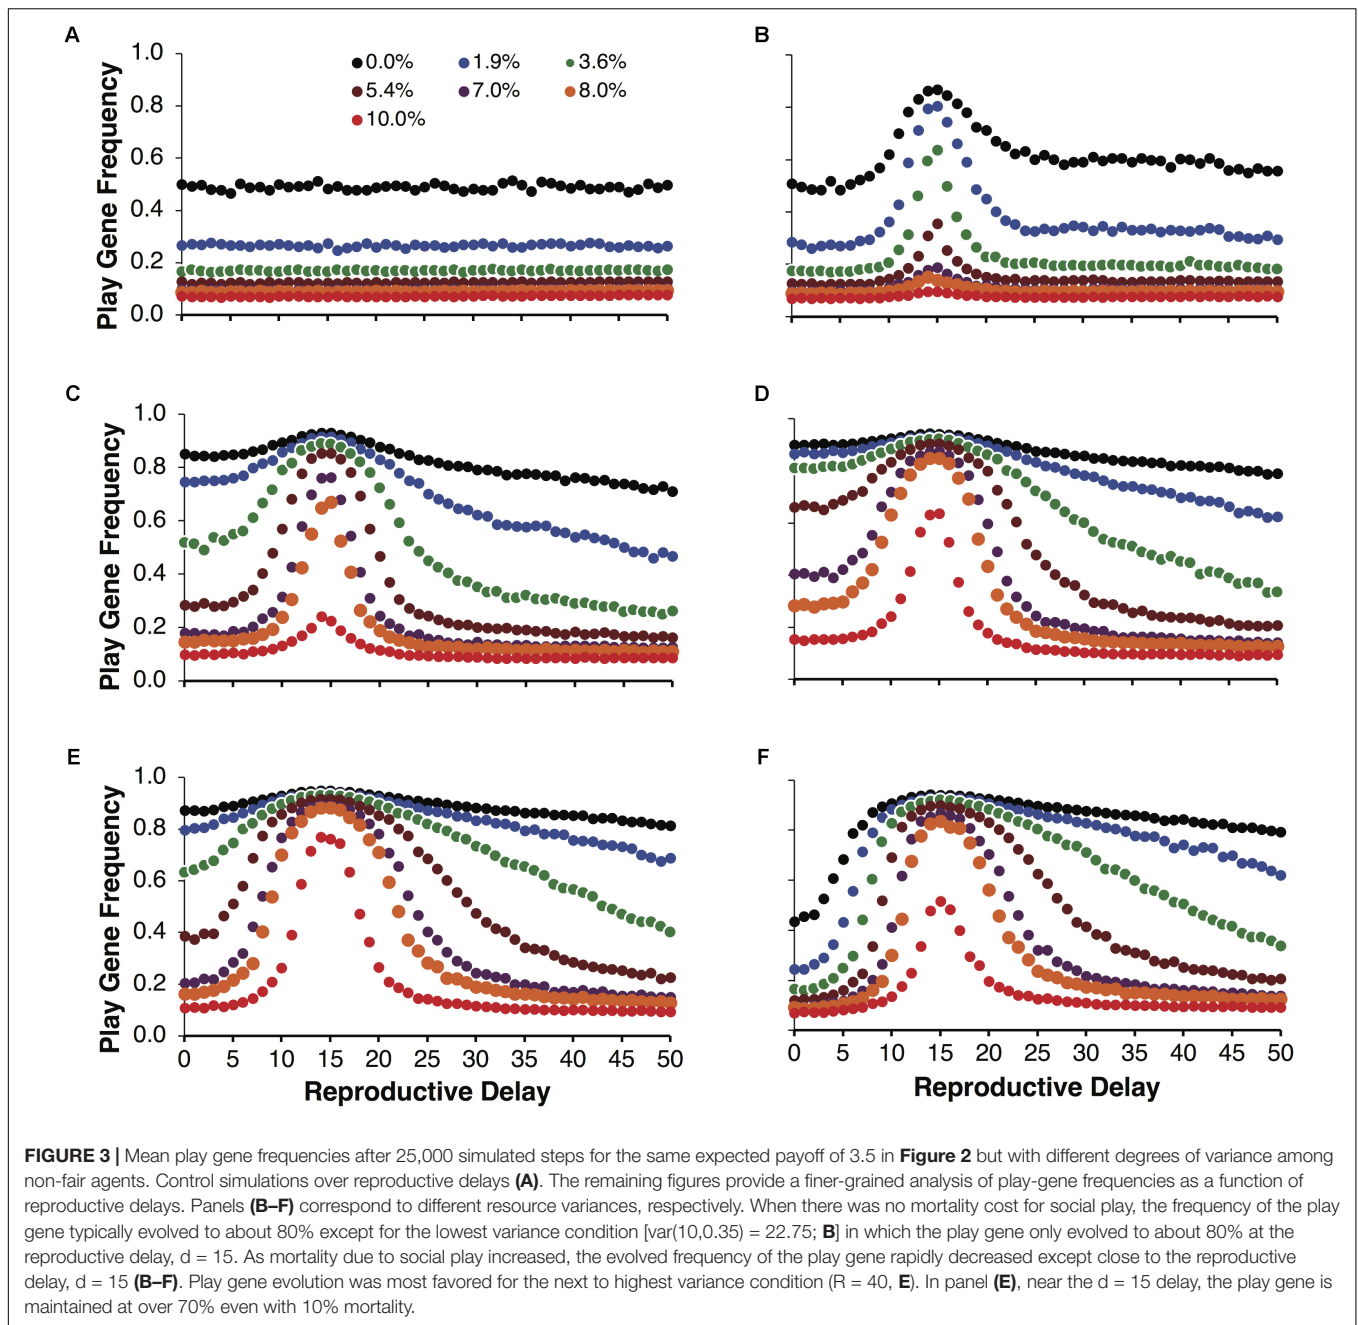 A
B
1.0
0.8
0.6
0.4
0.2
0.0
Play Gene Frequency
0.0% 1.9% 3.6%
5.4% 7.0% 8.0%
10.0%
C
D
1.0
0.8
0.6
0.4
0.2
0.0
Play Gene Frequency
E
F
1.0
0.8
0.6
0.4
0.2
0.0
Play Gene Frequency
0 5 10 15 20 25 30 35 40 45 50
Reproductive Delay
0 5 10 15 20 25 30 35 40 45 50
Reproductive Delay
FIGURE 3 | Mean play gene frequencies after 25,000 simulated steps for the same expected payoff of 3.5 in Figure 2 but with different degrees of variance among
non-fair agents. Control simulations over reproductive delays (A). The remaining figures provide a finer-grained analysis of play-gene frequencies as a function of
reproductive delays. Panels (B–F) correspond to different resource variances, respectively. When there was no mortality cost for social play, the frequency of the play
gene typically evolved to about 80% except for the lowest variance condition [var(10,0.35) = 22.75; B] in which the play gene only evolved to about 80% at the
reproductive delay, d = 15. As mortality due to social play increased, the evolved frequency of the play gene rapidly decreased except close to the reproductive
delay, d = 15 (B–F). Play gene evolution was most favored for the next to highest variance condition (R = 40, E). In panel (E), near the d = 15 delay, the play gene is
maintained at over 70% even with 10% mortality.